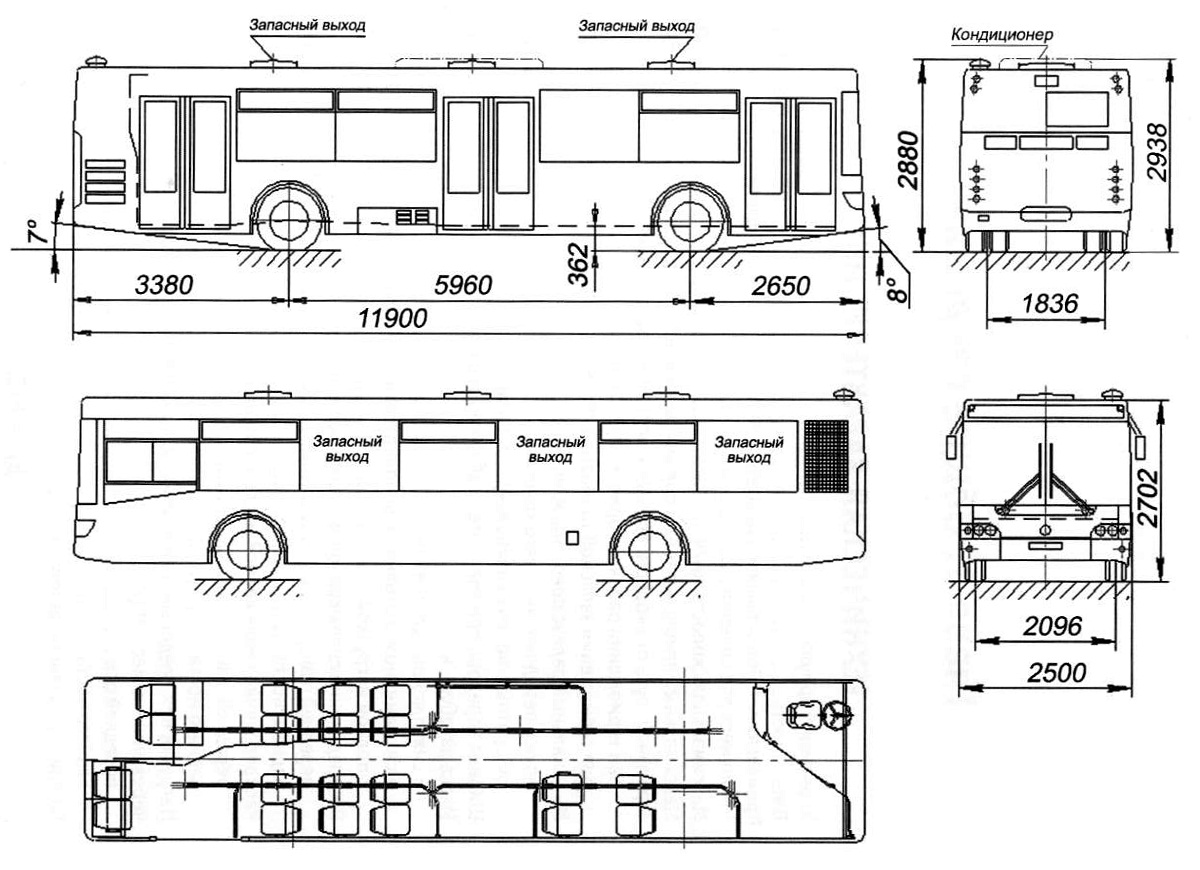 Запасный выход
Запасный выход
Кондиционер
2880
2938
7°
362
8°
3380
5960
2650
11900
1836
Запасный
выход
Запасный
выход
Запасный
выход
2702
2096
2500